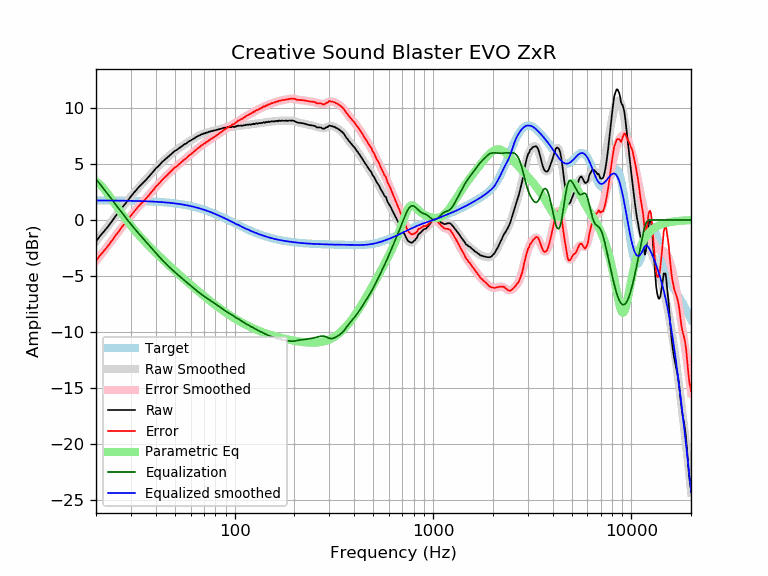 Creative Sound Blaster EVO ZxR
Amplitude (dBr)
10
5
0
−5
−10
−15
−20
−25
Target
Raw Smoothed
Error Smoothed
Raw
Error
Parametric Eq
Equalization
Equalized smoothed
100
1000
10000
Frequency (Hz)